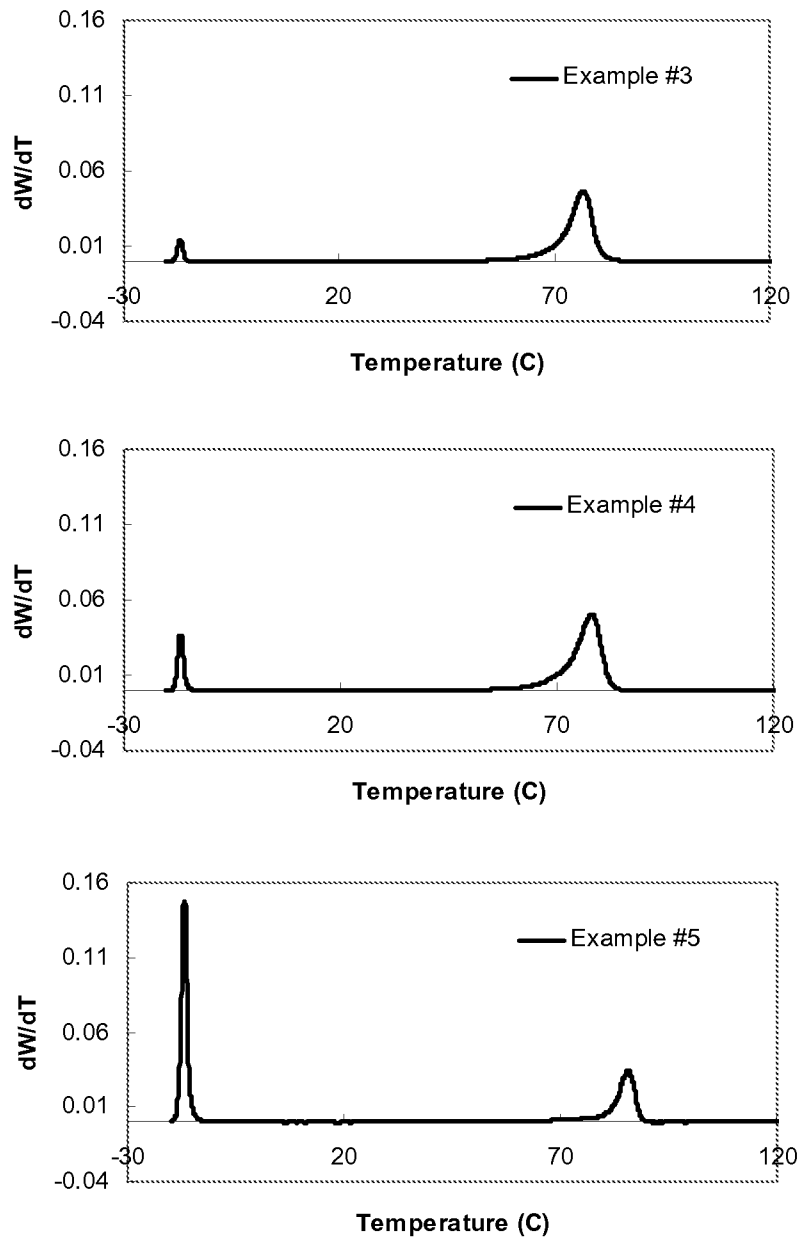 0.16
Example #3
0.11
dW/dT
0.06
0.01
-30 20 70 120
-0.04
Temperature (C)
0.16
Example #4
0.11
dW/dT
0.06
0.01
-30 20 70 120
-0.04
Temperature (C)
0.16
Example #5
0.11
dW/dT
0.06
0.01
-30 20 70 120
-0.04
Temperature (C)